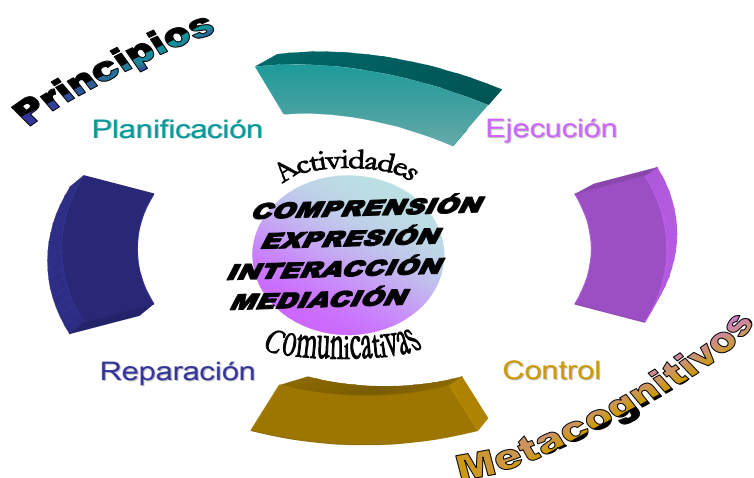 Principios
Planificación
Ejecución
Actividades
COMPRENSIÓN
EXPRESIÓN
INTERACCIÓN
MEDIACIÓN
Comunicativas
Reparación
Control
Metacognitivos